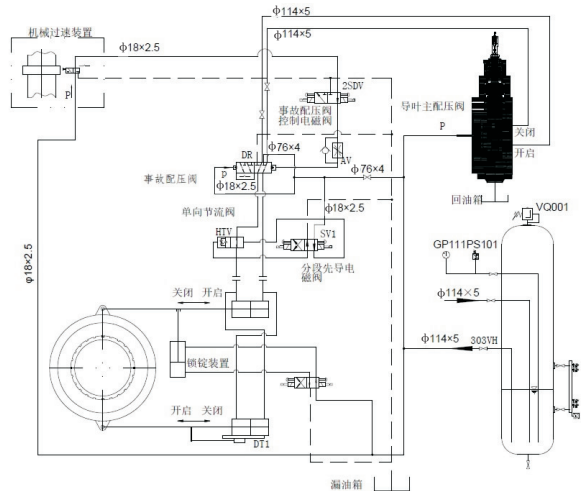 φ114×5
φ114×5
机械过速装置
φ18×2.5
P
2SDV
事故配压阀
控制电磁阀
导叶主配压阀
P
关闭
开启
φ76×4
DR
AV
φ76×4
事故配压阀
P
φ18×2.5
回油箱
单向节流阀
φ18×2.5
VQ001
HTV
SV1
GP111PS101
分段先导电
磁阀
φ18×2.5
关闭 开启
φ114×5
φ114×5
303VH
锁锭装置
开启 关闭
DT1
漏油箱